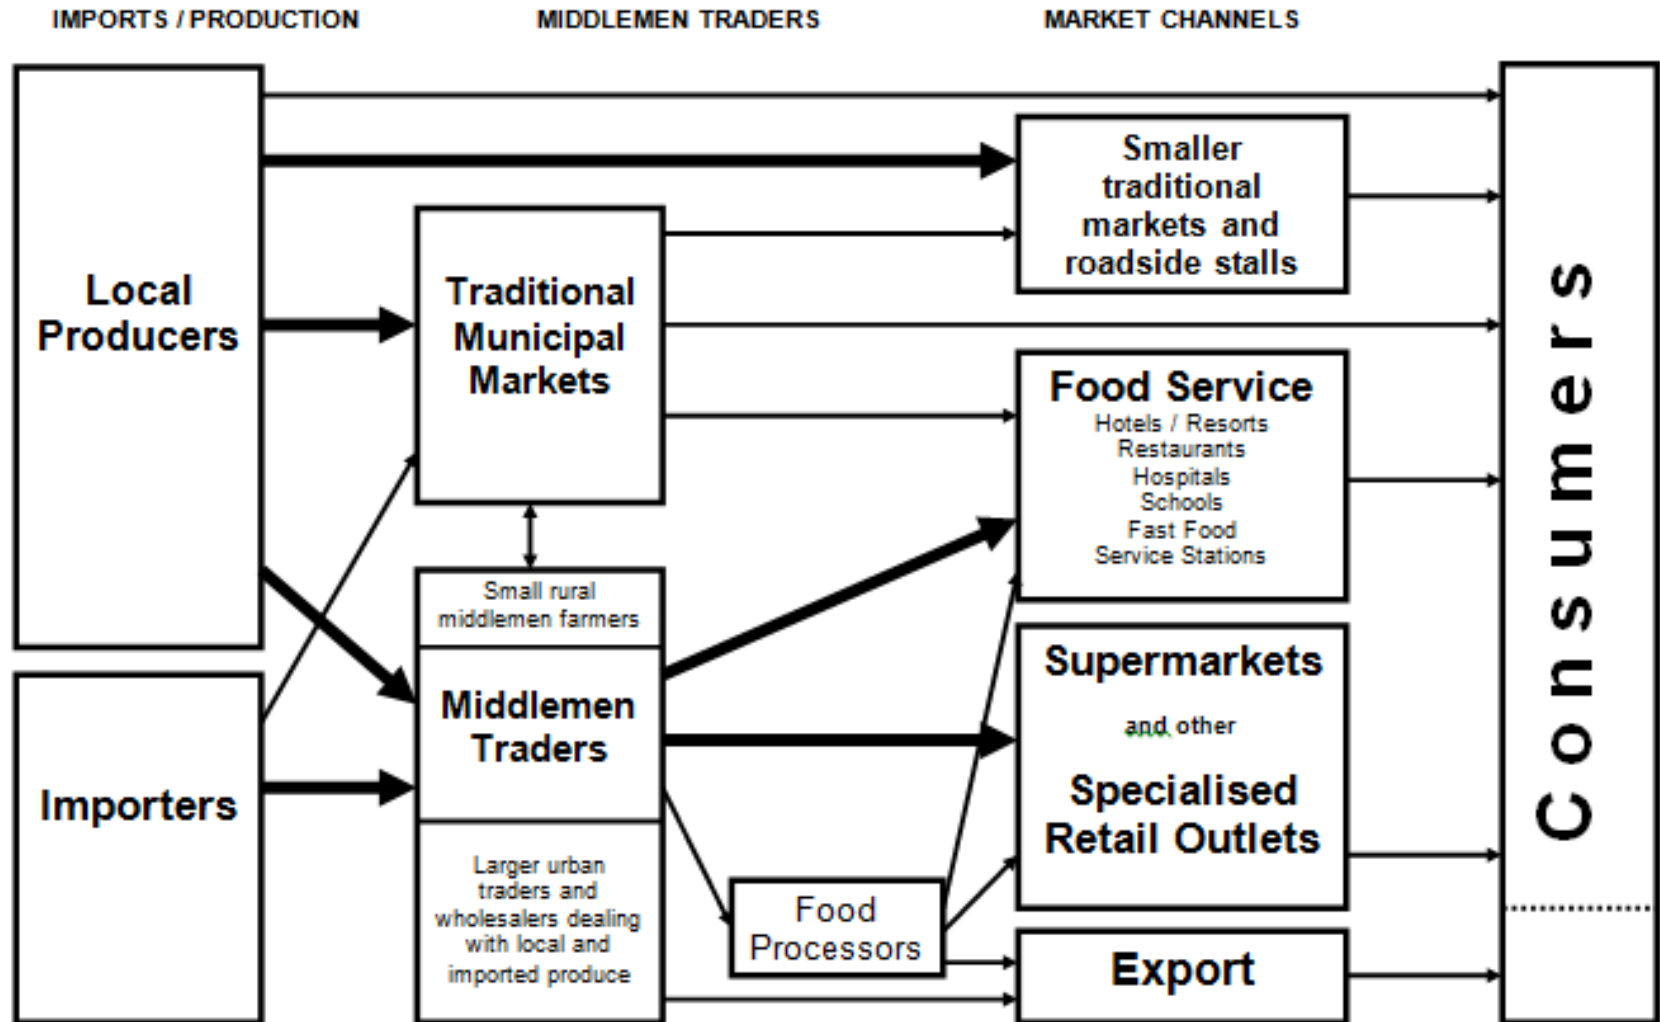 IMPORTS / PRODUCTION
MIDDLEMEN TRADERS
MARKET CHANNELS
Local
Producers
Importers
Traditional
Municipal
Markets
Small rural
middlemen farmers
Middlemen
Traders
Larger urban
traders and
wholesalers dealing
with local and
imported produce
Food
Processors
Smaller
traditional
markets and
roadside stalls
Food Service
Hotels / Resorts
Restaurants
Hospitals
Schools
Fast Food
Service Stations
Supermarkets
and other
Specialised
Retail Outlets
Export
Consumers